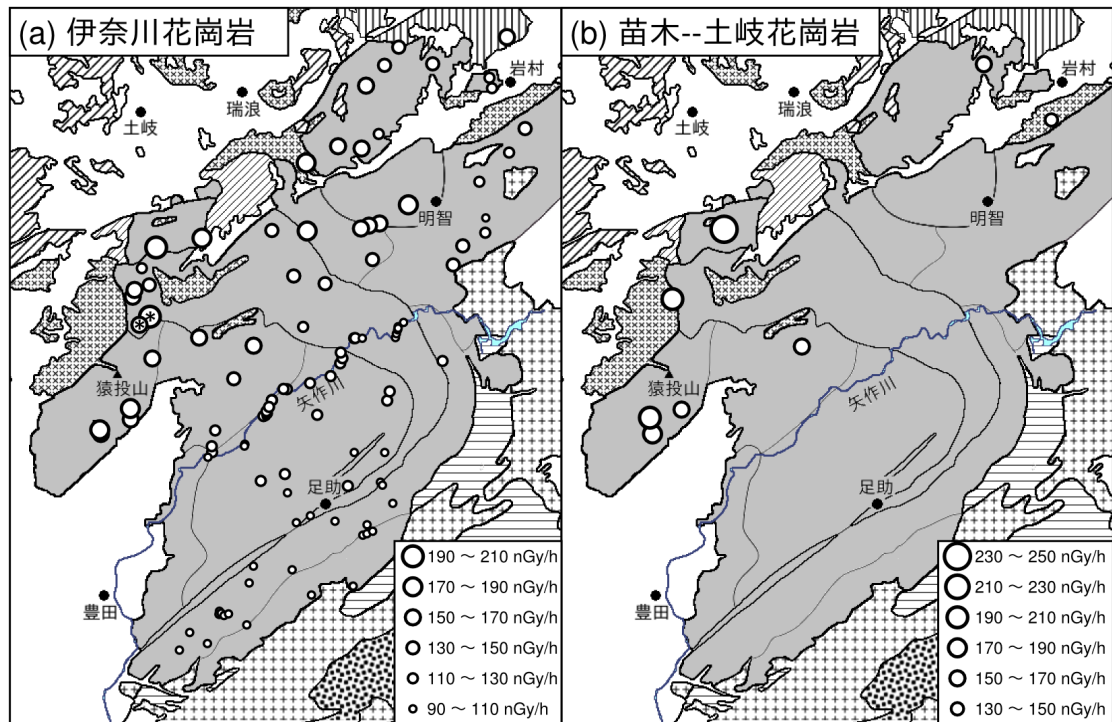 (a) 伊奈川花崗岩
岩村
瑞浪
土岐
明智
猿投山
矢作川
足助
豊田
190 ～ 210 nGy/h
170 ～ 190 nGy/h
150 ～ 170 nGy/h
130 ～ 150 nGy/h
110 ～ 130 nGy/h
90 ～ 110 nGy/h
(b) 苗木--土岐花崗岩
岩村
瑞浪
土岐
明智
猿投山
矢作川
足助
豊田
230 ～ 250 nGy/h
210 ～ 230 nGy/h
190 ～ 210 nGy/h
170 ～ 190 nGy/h
150 ～ 170 nGy/h
130 ～ 150 nGy/h